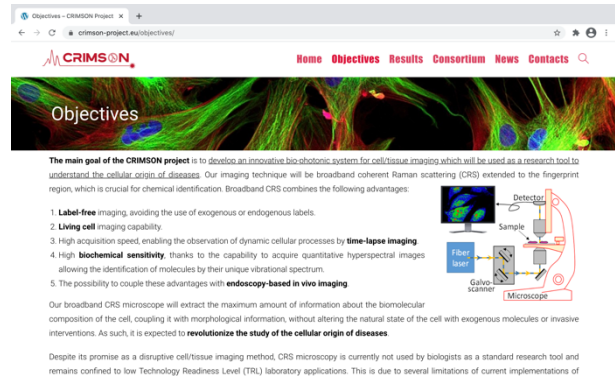 Objectives – CRIMSON Project
crimson-project.eu/objectives/
CRIMSON
Home Objectives Results Consortium News Contacts
Objectives
The main goal of the CRIMSON project is to develop an innovative bio-photonic system for cell/tissue imaging which will be used as a research tool to
understand the cellular origin of diseases. Our imaging technique will be broadband coherent Raman scattering (CRS) extended to the fingerprint
region, which is crucial for chemical identification. Broadband CRS combines the following advantages:
1. Label-free imaging, avoiding the use of exogenous or endogenous labels.
2. Living cell imaging capability.
3. High acquisition speed, enabling the observation of dynamic cellular processes by time-lapse imaging.
4. High biochemical sensitivity, thanks to the capability to acquire quantitative hyperspectral images
allowing the identification of molecules by their unique vibrational spectrum.
5. The possibility to couple these advantages with endoscopy-based in vivo imaging.
Detector
Sample
Fiber
laser
Galvo-
scanner
Microscope
Our broadband CRS microscope will extract the maximum amount of information about the biomolecular
composition of the cell, coupling it with morphological information, without altering the natural state of the cell with exogenous molecules or invasive
interventions. As such, it is expected to revolutionize the study of the cellular origin of diseases.
Despite its promise as a disruptive cell/tissue imaging method, CRS microscopy is currently not used by biologists as a standard research tool and
remains confined to low Technology Readiness Level (TRL) laboratory applications. This is due to several limitations of current implementations of